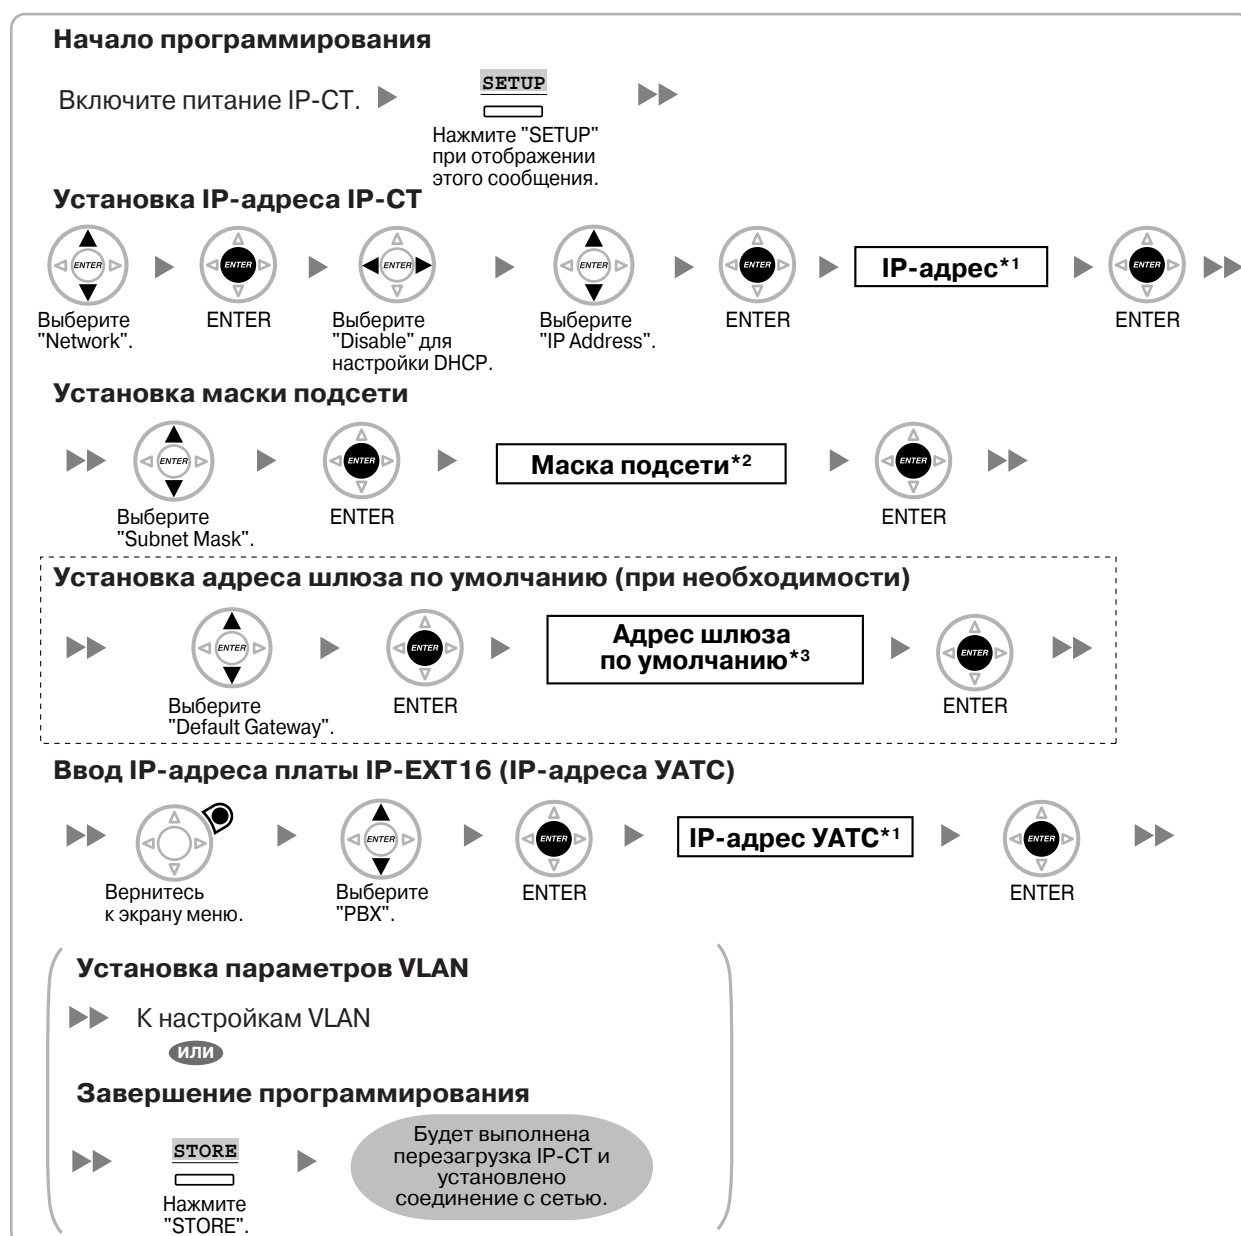 Начало программирования
Включите питание IP-CT.
SETUP
Нажмите "SETUP"
при отображении
этого сообщения.
Установка IP-адреса IP-CT
ENTER ENTER ENTER ENTER ENTER IP-адрес*1 ENTER
Выберите
"Network".
ENTER
Выберите
"Disable" для
настройки DHCP.
Выберите
"IP Address".
ENTER
ENTER
Установка маски подсети
ENTER ENTER Маска подсети*2 ENTER
Выберите
"Subnet Mask".
ENTER
ENTER
Установка адреса шлюза по умолчанию (при необходимости)
ENTER ENTER Адрес шлюза
по умолчанию*3 ENTER
Выберите
"Default Gateway".
ENTER
ENTER
Ввод IP-адреса платы IP-EXT16 (IP-адреса УАТС)
ENTER ENTER IP-адрес УАТС*1 ENTER
Вернитесь
к экрану меню.
Выберите
"PBX".
ENTER
ENTER
Установка параметров VLAN
К настройкам VLAN
или
Завершение программирования
STORE
Нажмите
"STORE".
Будет выполнена
перезагрузка IP-CT и
установлено
соединение с сетью.